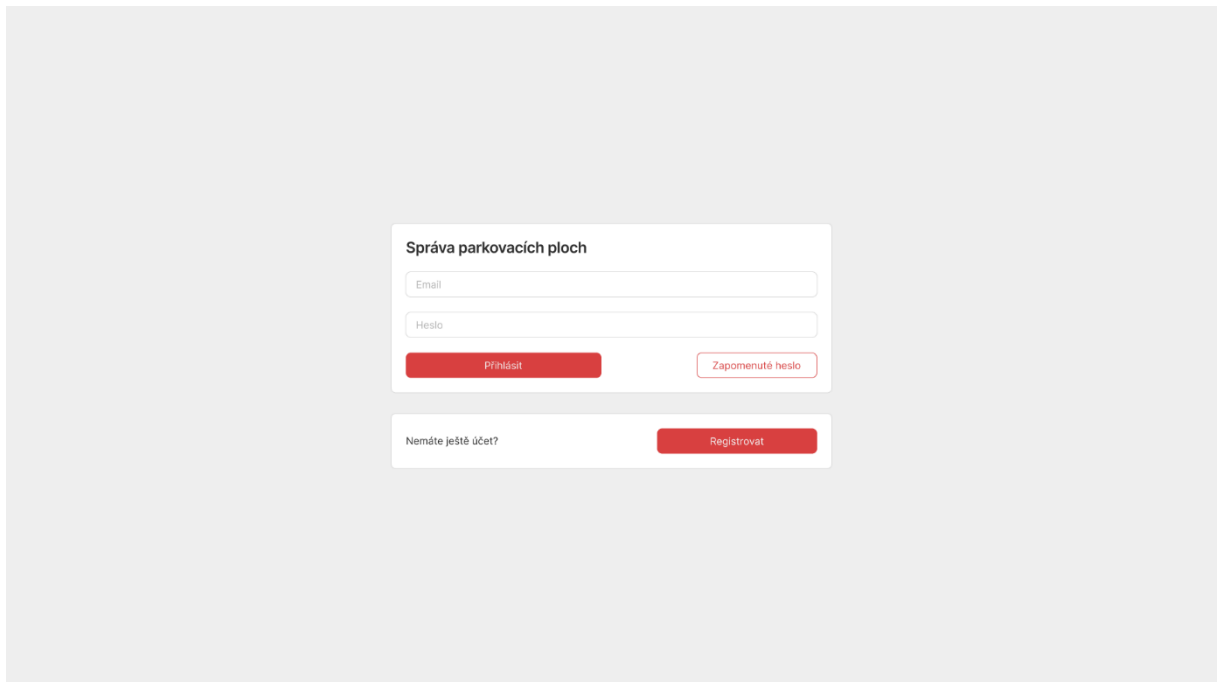 Správa parkovacích ploch
Email
Heslo
Přihlásit
Zapomenuté heslo
Nemáte ještě účet?
Registrovat